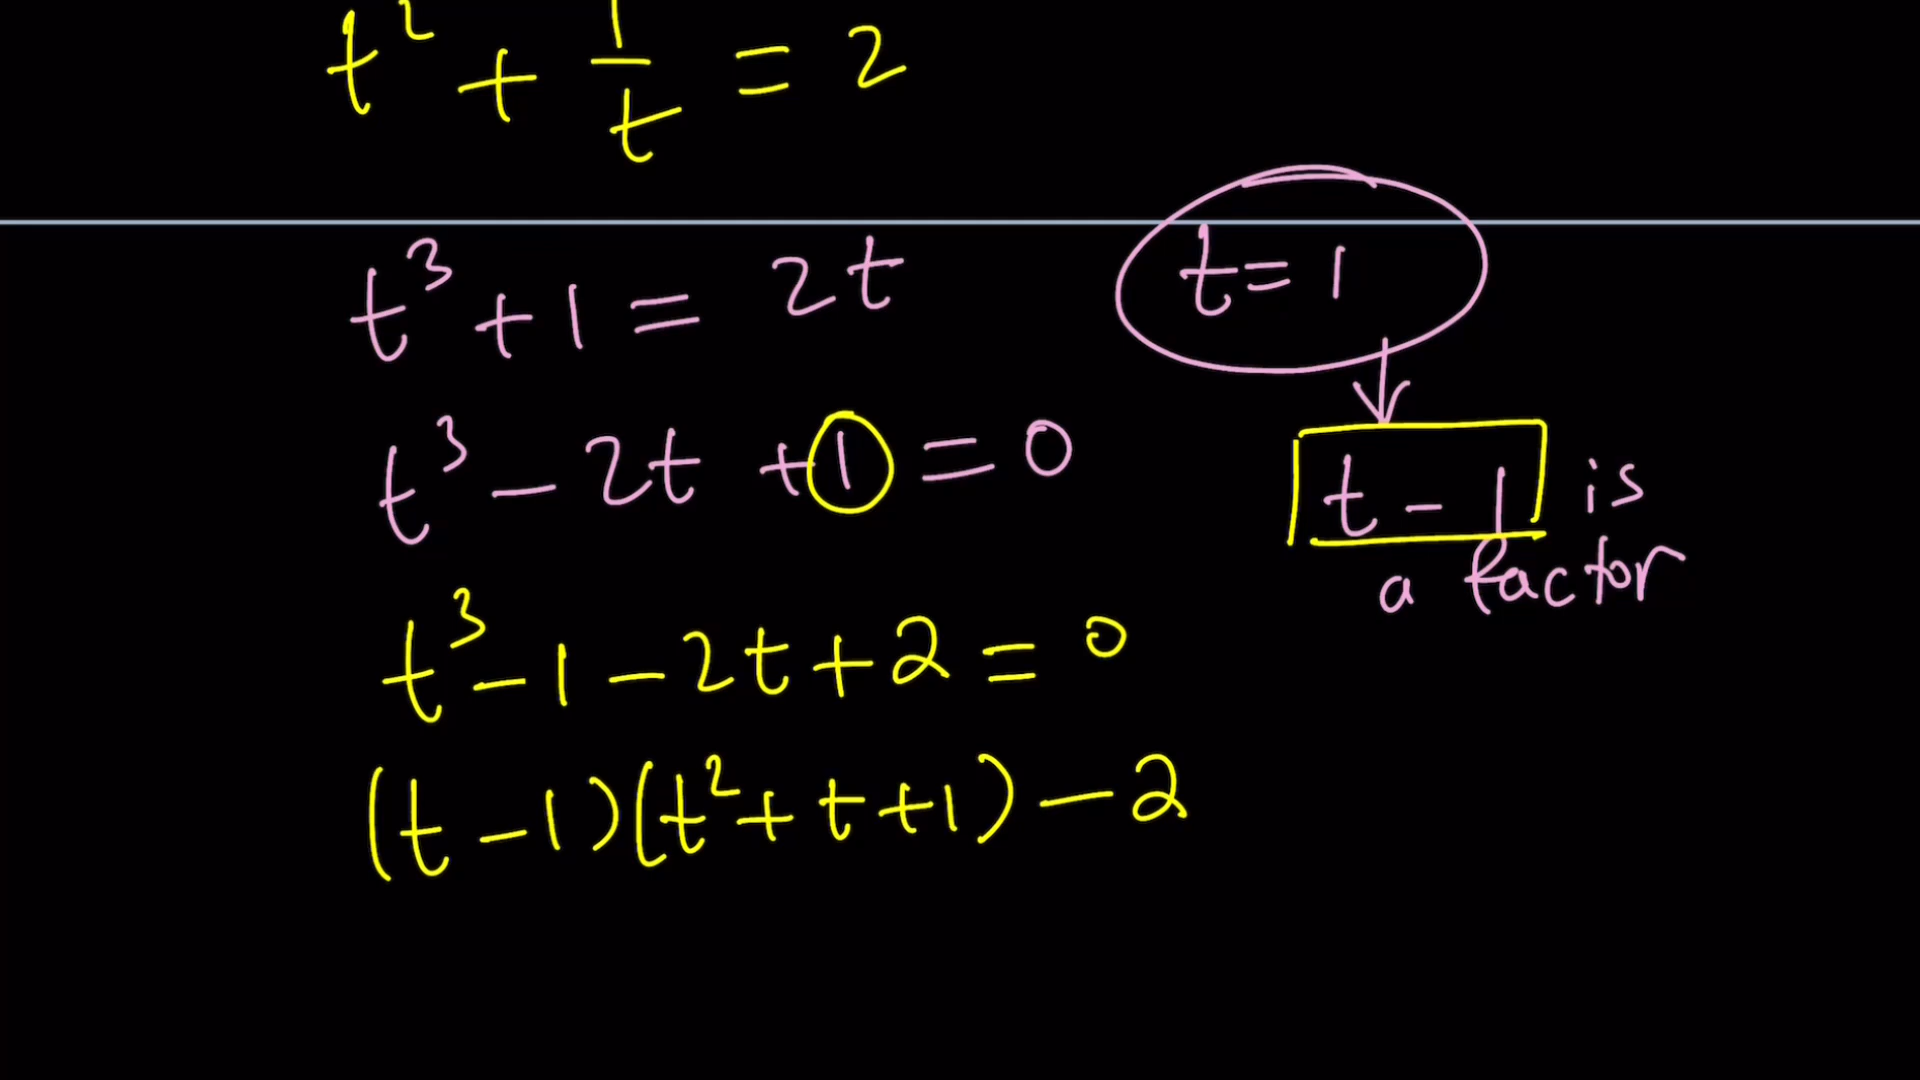 t² + 1/t = 2
t³ + 1 = 2t
t = 1
t³ - 2t + 1 = 0
t - 1 is
a factor
t³ - 1 - 2t + 2 = 0
(t - 1)(t² + t + 1) - 2